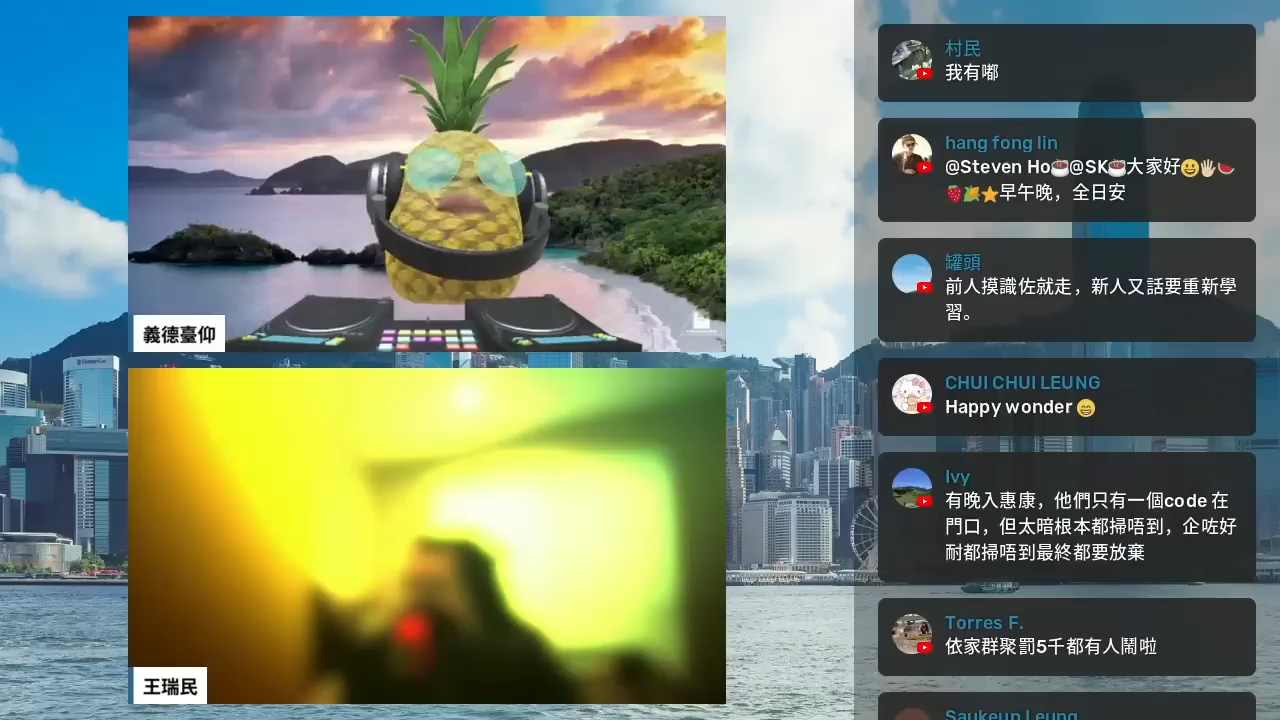 義德臺仰
王瑞民
村民
我有嘟
hang fong lin
@Steven Ho☕@SK☕大家好😀🖐🍉
🍓🌽⭐早午晚，全日安
罐頭
前人摸識佐就走，新人又話要重新學
習。
CHUI CHUI LEUNG
Happy wonder 😄
Ivy
有晚入惠康，他們只有一個code 在
門口，但太暗根本都掃唔到，企咗好
耐都掃唔到最終都要放棄
Torres F.
依家群聚罰5千都有人鬧啦
Saukeun Leung